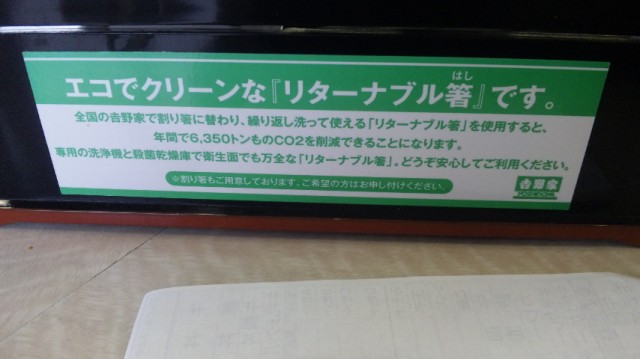 エコでクリーンな『リターナブル箸』です。
はし
全国の吉野家で割り箸に替わり、繰り返し洗って使える「リターナブル箸」を使用すると、
年間で6,350トンものCO2を削減できることになります。
専用の洗浄機と殺菌乾燥庫で衛生面でも万全な「リターナブル箸」。どうぞ安心してご利用ください。
※割り箸もご用意しております。ご希望の方はお申し付けください。
吉野家